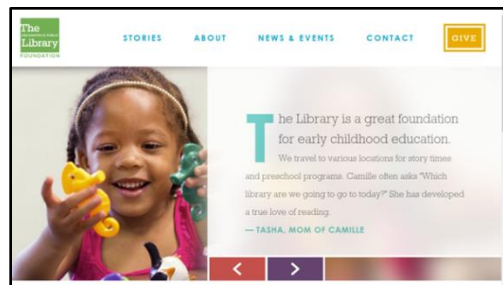 The
Library
FOUNDATION
STORIES
ABOUT
NEWS & EVENTS
CONTACT
GIVE
The Library is a great foundation
for early childhood education.
We travel to various locations for story times
and preschool programs. Camille often asks "Which
library are we going to go to today?" She has developed
a true love of reading.
— TASHA, MOM OF CAMILLE